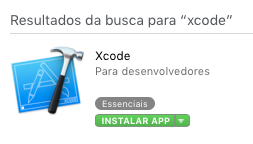 Resultados da busca para “xcode”
Xcode
Para desenvolvedores
Essenciais
INSTALAR APP